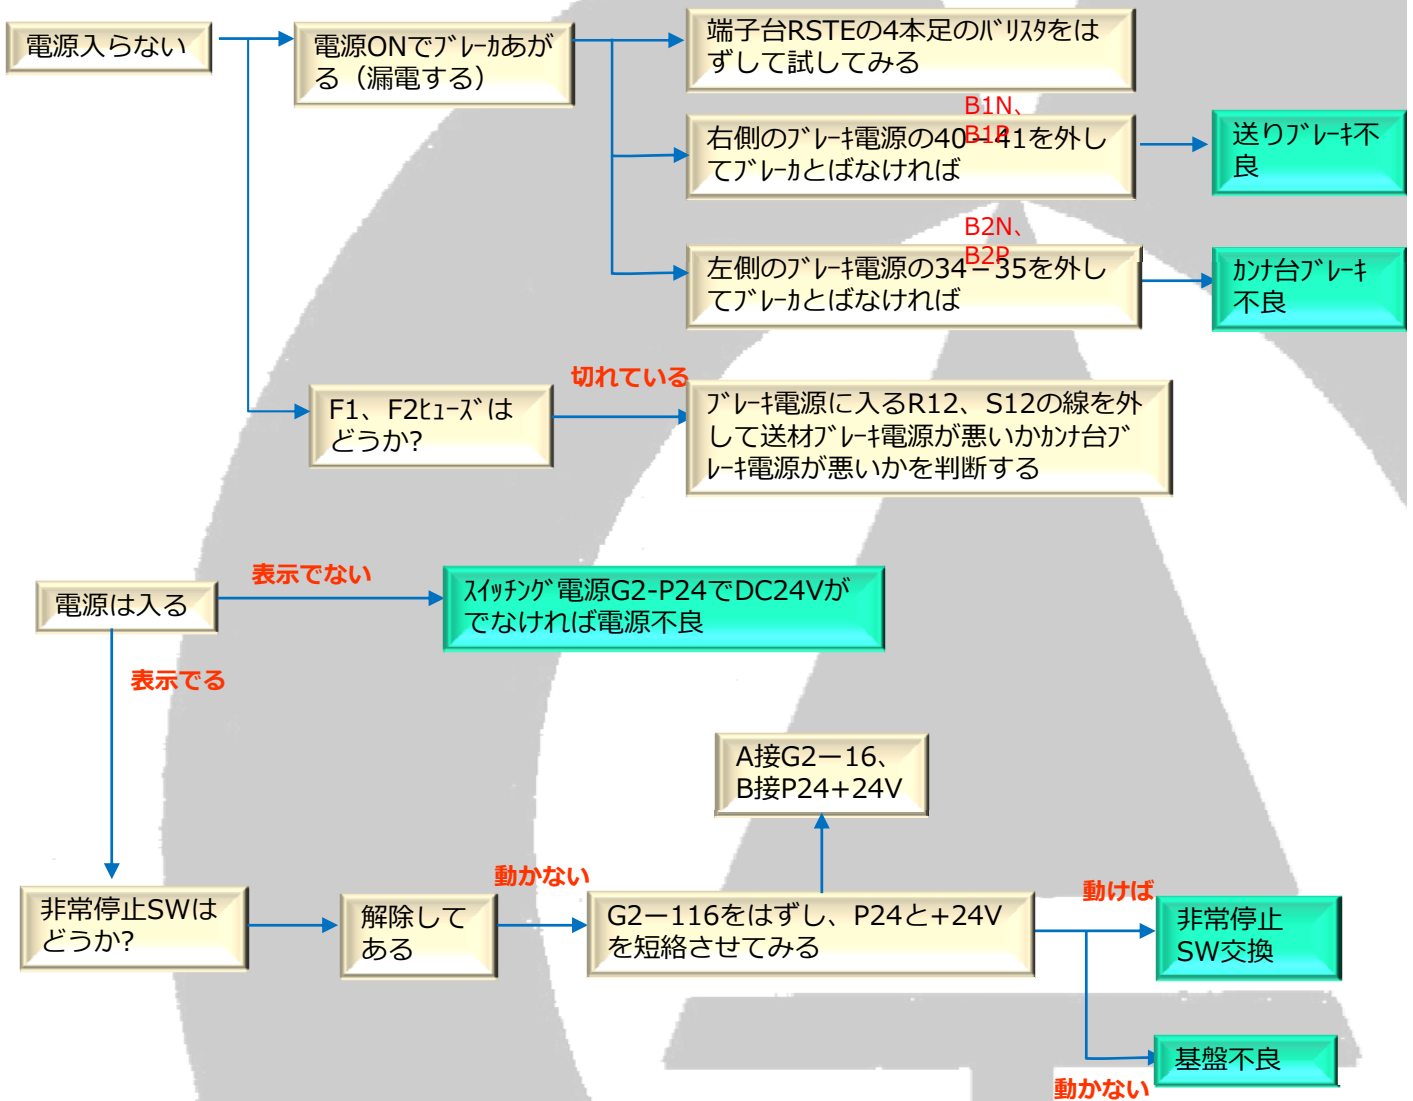 電源入らない
電源ONでﾌﾞﾚｰｶあが
る（漏電する）
端子台RSTEの4本足のﾊﾞﾘｽﾀをは
ずして試してみる
B1N、
B1P
右側のﾌﾞﾚｰｷ電源の40－41を外し
てﾌﾞﾚｰｶとばなければ
送りﾌﾞﾚｰｷ不
良
B2N、
B2P
左側のﾌﾞﾚｰｷ電源の34－35を外し
てﾌﾞﾚｰｶとばなければ
ｶﾝﾅ台ﾌﾞﾚｰｷ
不良
F1、F2ﾋｭｰｽﾞは
どうか?
切れている
ﾌﾞﾚｰｷ電源に入るR12、S12の線を外
して送材ﾌﾞﾚｰｷ電源が悪いかｶﾝﾅ台ﾌﾞ
ﾚｰｷ電源が悪いかを判断する
電源は入る
表示でない
ｽｲｯﾁﾝｸﾞ電源G2-P24でDC24Vが
でなければ電源不良
表示でる
A接G2ー16、
B接P24+24V
非常停止SWは
どうか?
解除して
ある
動かない
G2ー116をはずし、P24と+24V
を短絡させてみる
動けば
非常停止
SW交換
基盤不良
動かない